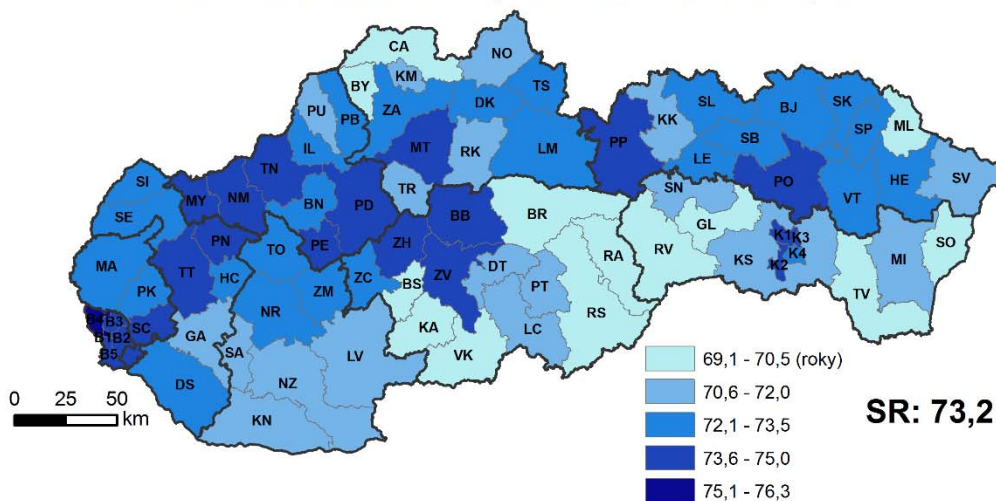 CA
NO
BY
KM
TS
PU
PB
ZA
DK
SL
BJ
SK
SP
ML
KK
SB
IL
MT
RK
LM
PP
LE
PO
HE
SV
SI
TN
TR
VT
SN
MY
NM
BN
PD
SE
BB
BR
GL
K1
K3
K4
K2
SO
PN
PE
ZH
RV
KS
MI
MA
TT
HC
TO
ZC
ZV
DT
RA
PK
ZM
BS
PT
TV
NR
KA
LC
RS
B4
B3
SC
B1
B2
GA
SA
LV
VK
B5
DS
NZ
KN
0 25 50
km
69,1 - 70,5 (roky)
70,6 - 72,0
72,1 - 73,5
73,6 - 75,0
75,1 - 76,3
SR: 73,2